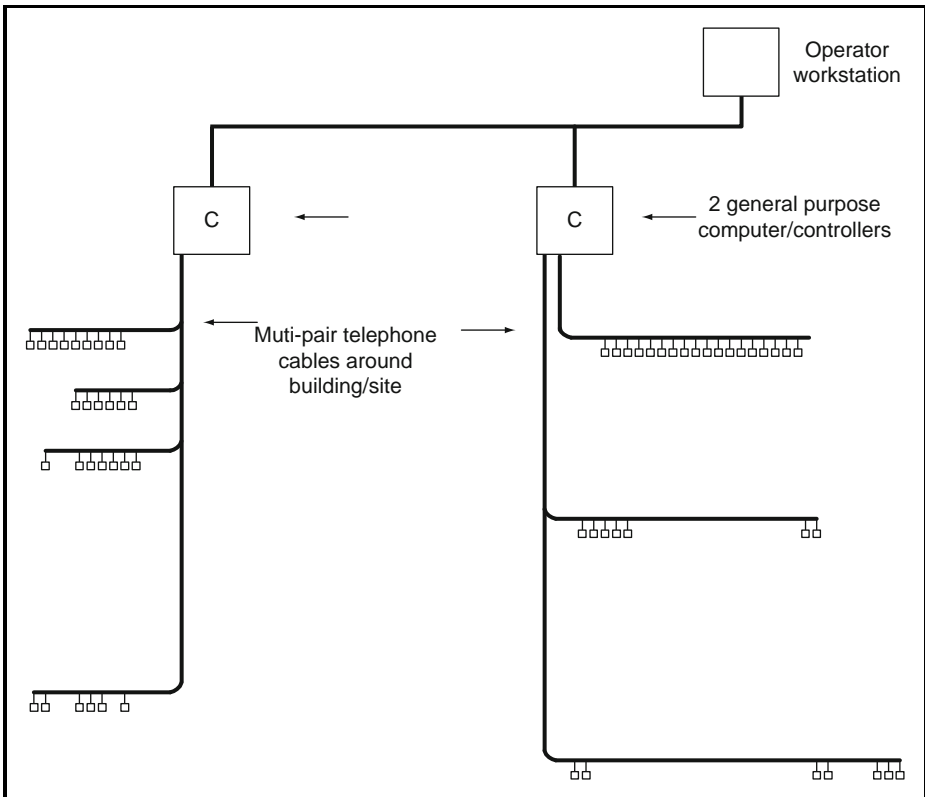 Operator
workstation
C
C
2 general purpose
computer/controllers
Muti-pair telephone
cables around
building/site